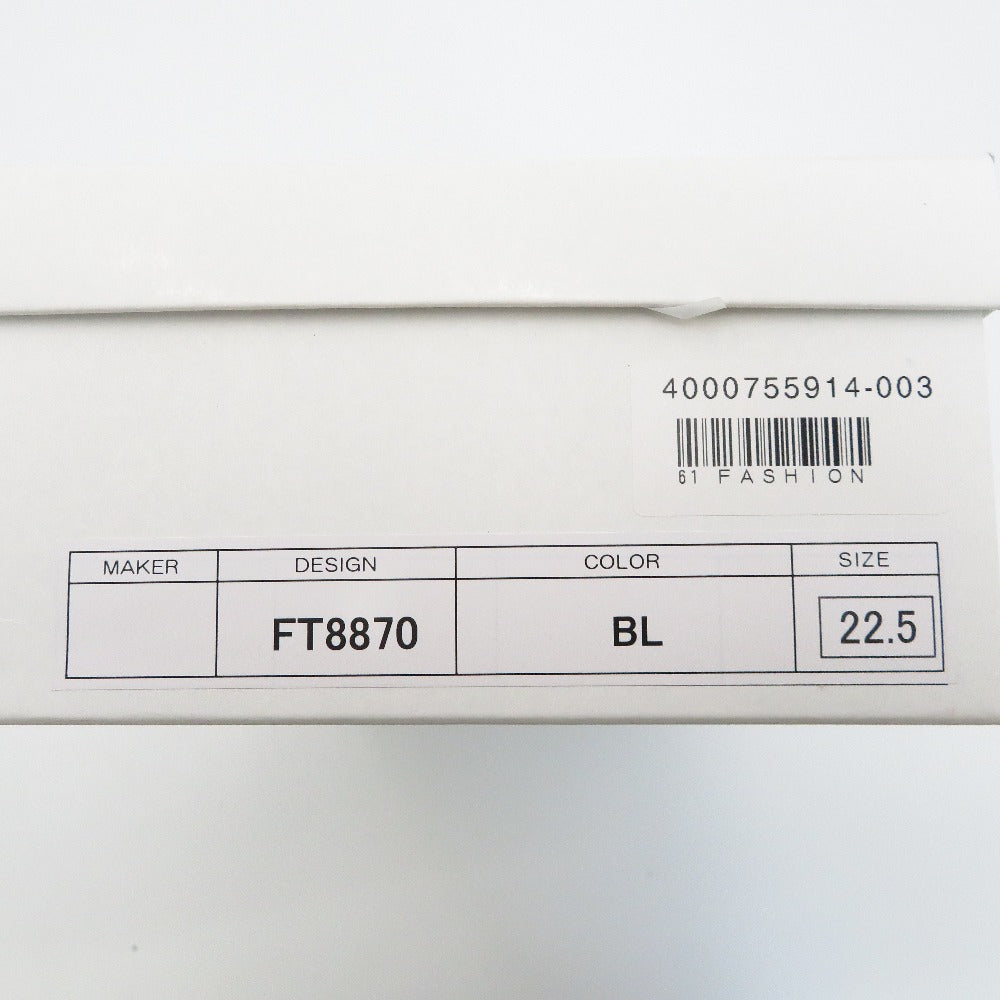 4000755914-003
61 FASHION
MAKER DESIGN COLOR SIZE
FT8870 BL 22.5